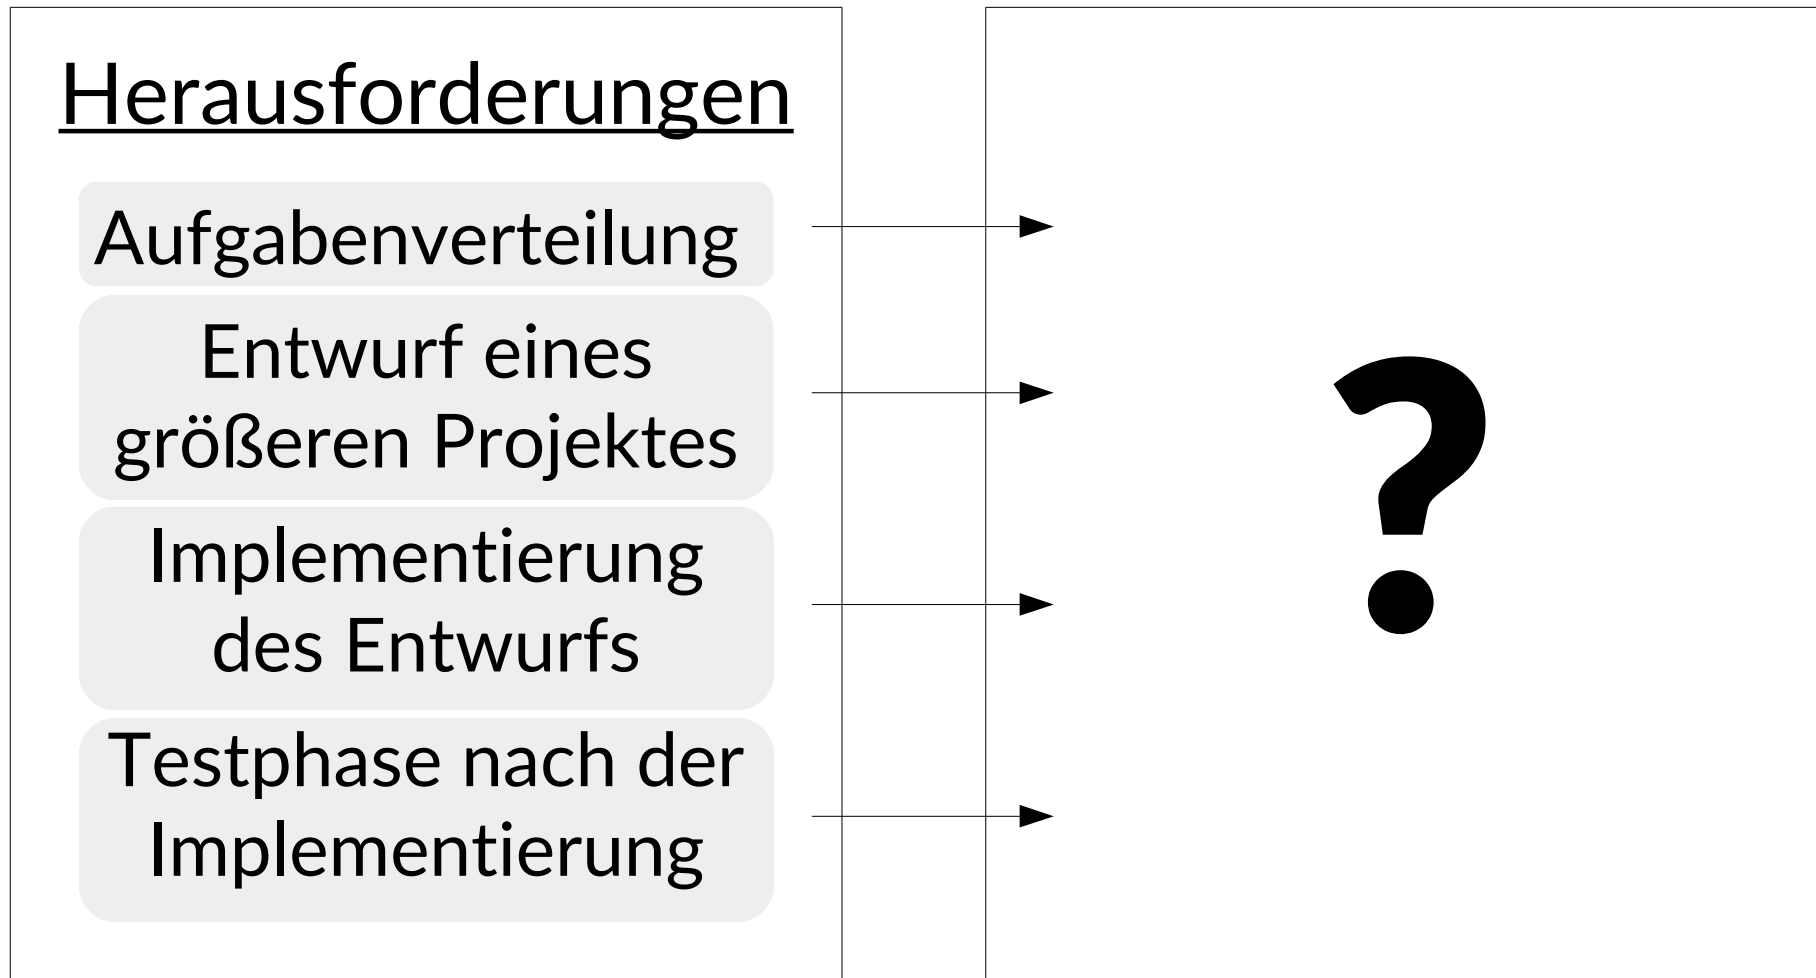 Herausforderungen
Aufgabenverteilung
Entwurf eines
größeren Projektes
Implementierung
des Entwurfs
Testphase nach der
Implementierung
?